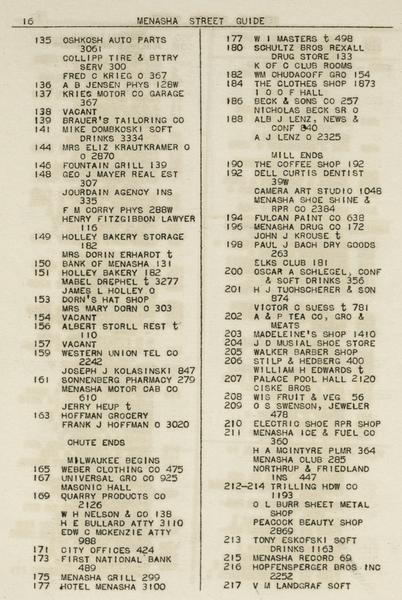 16 MENASHA STREET GUIDE
135 OSHKOSH AUTO PARTS
3061
COLLIPP TIRE & BTTRY
SERV 300
FRED C KRIEG O 367
136 A B JENSEN PHYS 128W
137 KRIEG MOTOR CO GARAGE
367
138 VACANT
139 BRAUER'S TAILORING CO
141 MIKE DOMBKOSKI SOFT
DRINKS 3334
144 MRS ELIZ KRAUTKRAMER O
O 2870
146 FOUNTAIN GRILL 139
148 GEO J MAYER REAL EST
307
JOURDAIN AGENCY INS
335
F M CORRY PHYS 288W
HENRY FITZGIBBON LAWYER
116
149 HOLLEY BAKERY STORAGE
182
MRS DORIN ERHARDT t
150 BANK OF MENASHA 131
151 HOLLEY BAKERY 182
MABEL DREPHEL t 3277
JAMES L HOLLEY O
153 DORN'S HAT SHOP
MRS MARY DORN O 303
154 VACANT
156 ALBERT STORLL REST t
110
157 VACANT
159 WESTERN UNION TEL CO
2242
JOSEPH J KOLASINSKI 847
161 SONNENBERG PHARMACY 279
MENASHA MOTOR CAB CO
610
JERRY HEUP t
163 HOFFMAN GROCERY
FRANK J HOFFMAN O 3020
CHUTE ENDS
MILWAUKEE BEGINS
165 WEBER CLOTHING CO 475
167 UNIVERSAL GRO CO 925
MASONIC HALL
169 QUARRY PRODUCTS CO
2126
W H NELSON & CO 138
H E BULLARD ATTY 3110
EDW C MCKENZIE ATTY
988
171 CITY OFFICES 424
173 FIRST NATIONAL BANK
489
175 MENASHA GRILL 299
177 HOTEL MENASHA 3100
177 W I MASTERS t 498
180 SCHULTZ BROS REXALL
DRUG STORE 133
K OF C CLUB ROOMS
182 WM CHUDACOFF GRO 154
184 THE CLOTHES SHOP 1873
I O O F HALL
186 BECK & SONS CO 257
NICHOLAS BECK SR O
188 ALB J LENZ, NEWS &
CONF 340
A J LENZ O 2325
MILL ENDS
190 THE COFFEE SHOP 192
192 DELL CURTIS DENTIST
39W
CAMERA ART STUDIO 1048
MENASHA SHOE SHINE &
RPR CO 2384
194 FULCAN PAINT CO 638
196 MENASHA DRUG CO 172
JOHN J KROUSE t
198 PAUL J BACH DRY GOODS
263
ELKS CLUB 181
200 OSCAR A SCHLEGEL, CONF
& SOFT DRINKS 356
201 H J TUCHSCHERER & SON
874
VICTOR C SUESS t 781
202 A & P TEA CO, GRO &
MEATS
203 MADELEINE'S SHOP 1410
204 J D MUSIAL SHOE STORE
205 WALKER BARBER SHOP
206 STILP & HEDBERG 400
WILLIAM H EDWARDS t
207 PALACE POOL HALL 2120
CISKE BROS
208 WIS FRUIT & VEG 56
209 O S SWENSON, JEWELER
478
210 ELECTRIC SHOE RPR SHOP
211 MENASHA ICE & FUEL CO
360
H A MCINTYRE PLMR 364
MENASHA CLUB 285
NORTHRUP & FRIEDLAND
INS 447
212-214 TRILLING HDW CO
1193
O L BURR SHEET METAL
SHOP
PEACOCK BEAUTY SHOP
2869
213 TONY ESKOFSKI SOFT
DRINKS 1163
215 MENASHA RECORD 69
216 HOPFENSPERGER BROS INC
2252
217 V M LANDGRAF SOFT